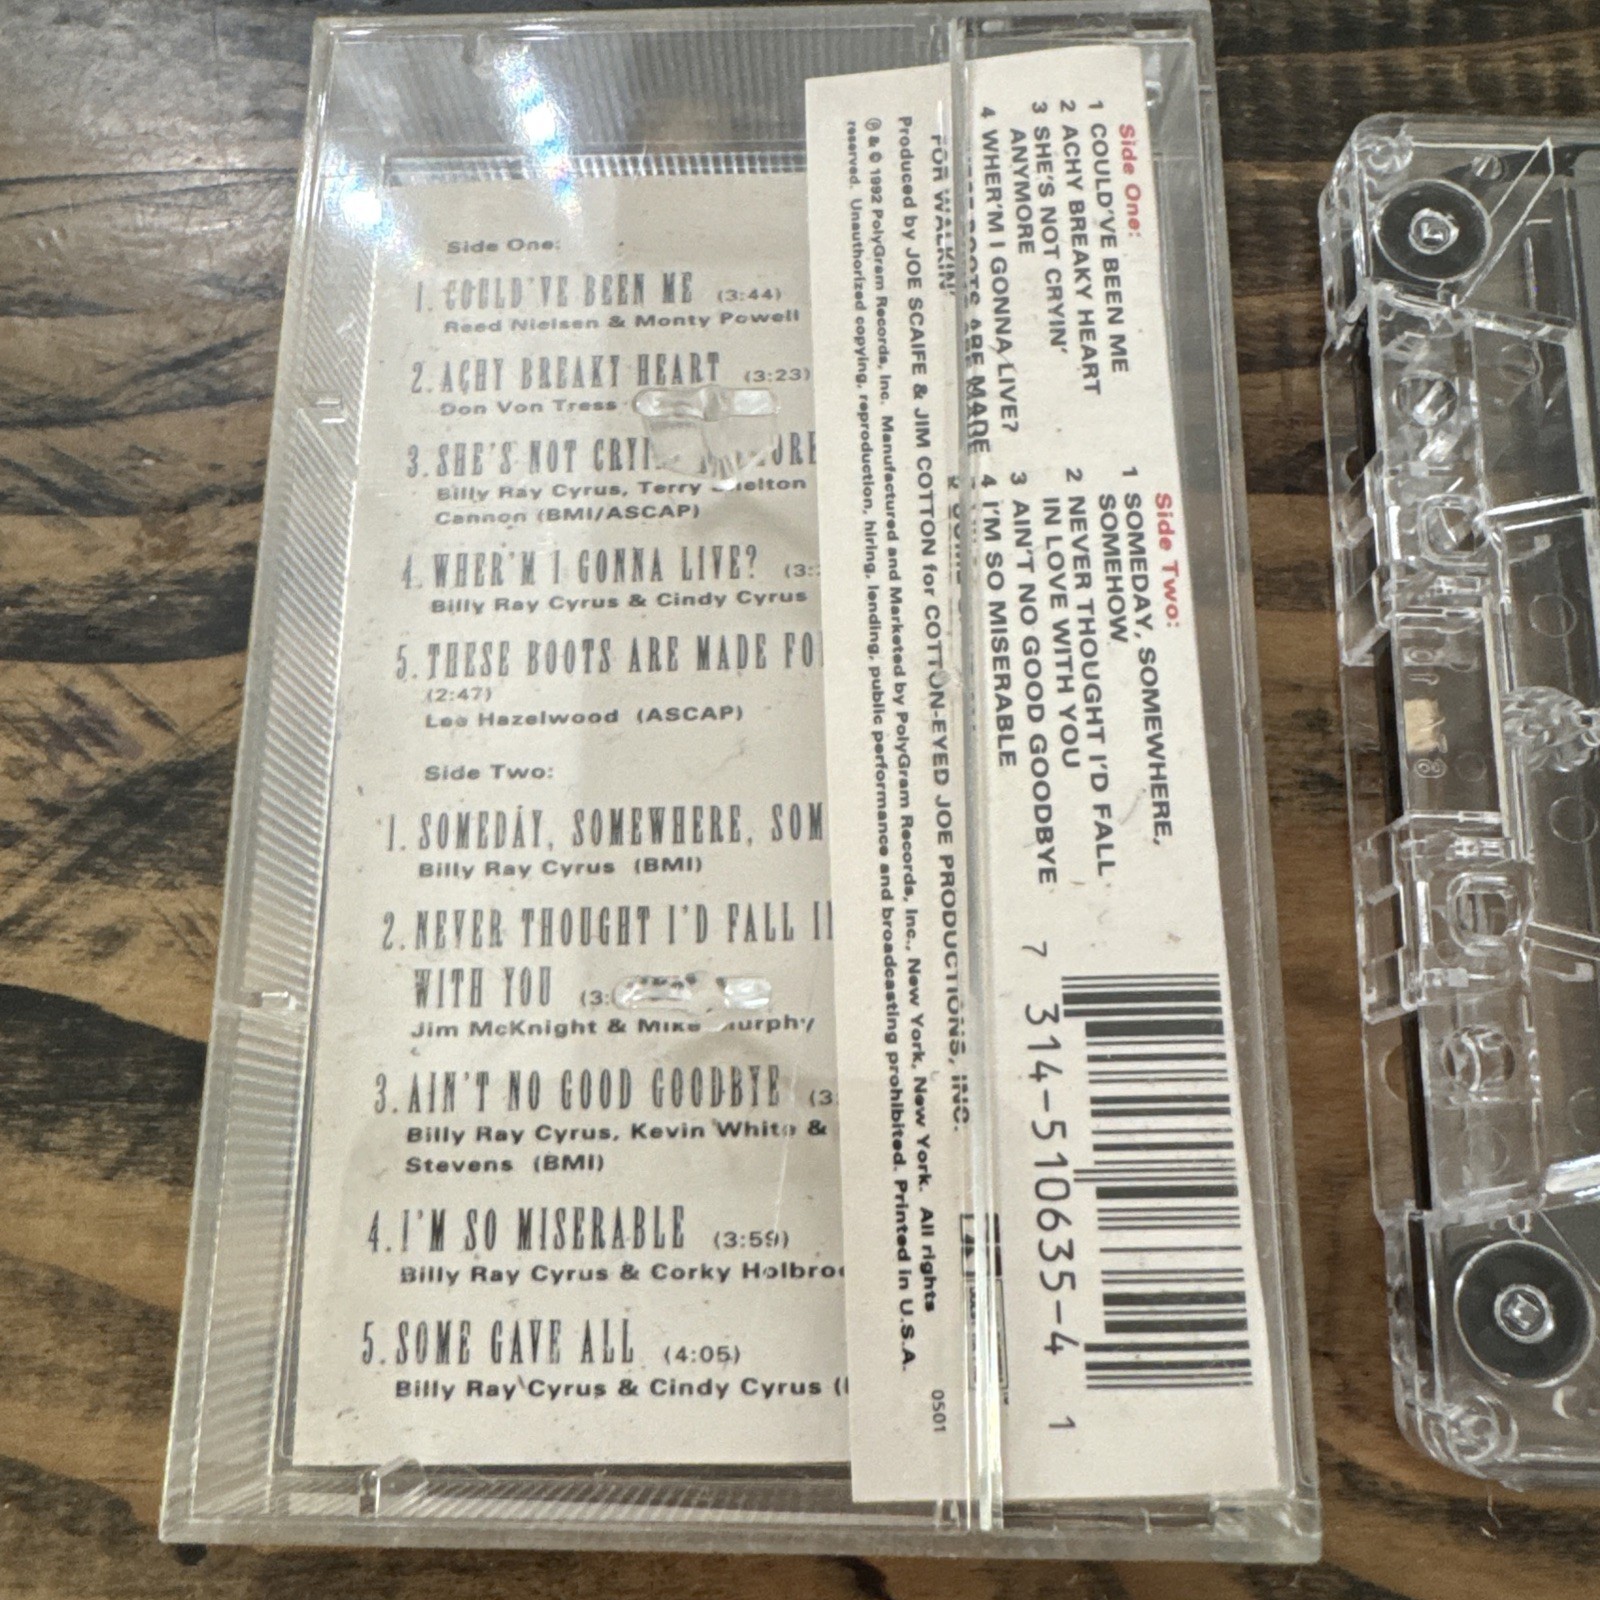 Side One:
1. COULD'VE BEEN ME (3:44)
Reed Nielsen & Monty Powell
2. ACHY BREAKY HEART (3:23)
Don Von Tress
3. SHE'S NOT
Billy Ray Cyrus, Terry
Cannon (BMI/ASCAP)
4. WHER'M I GONNA LIVE? (3:
Billy Ray Cyrus & Cindy Cyrus
5. THESE BOOTS ARE MADE
(2:47)
Lee Hazelwood (ASCAP)
Side Two:
1. SOMEDAY, SOMEWHERE, SOM
Billy Ray Cyrus (BMI)
2. NEVER THOUGHT I'D FALL
WITH YOU (3:
Jim McKnight & Mike
3. AIN'T NO GOOD GOODBYE (3
Billy Ray Cyrus, Kevin White &
Stevens (BMI)
4. I'M SO MISERABLE (3:59)
Billy Ray Cyrus & Corky
5. SOME GAVE ALL (4:05)
Billy Ray Cyrus & Cindy Cyrus
Side One:
1 COULD'VE BEEN ME
2 ACHY BREAKY HEART
3 SHE'S NOT CRYIN'
ANYMORE
4 WHER'M I GONNA LIVE?
BOOTS ARE MADE
FOR WALKIN'
Side Two:
1 SOMEDAY, SOMEWHERE,
SOMEHOW
2 NEVER THOUGHT I'D FALL
IN LOVE WITH YOU
3 AIN'T NO GOOD GOODBYE
4 I'M SO MISERABLE
Produced by JOE SCAIFE & JIM COTTON for COTTON-EYED JOE PRODUCTIONS, INC.
℗ & © 1992 PolyGram Records, Inc. Manufactured and Marketed by PolyGram Records, Inc., New York, New York. All rights
reserved. Unauthorized copying, reproduction, hiring, lending, public performance and broadcasting prohibited. Printed in U.S.A.
0501
7 314-510635-4 1